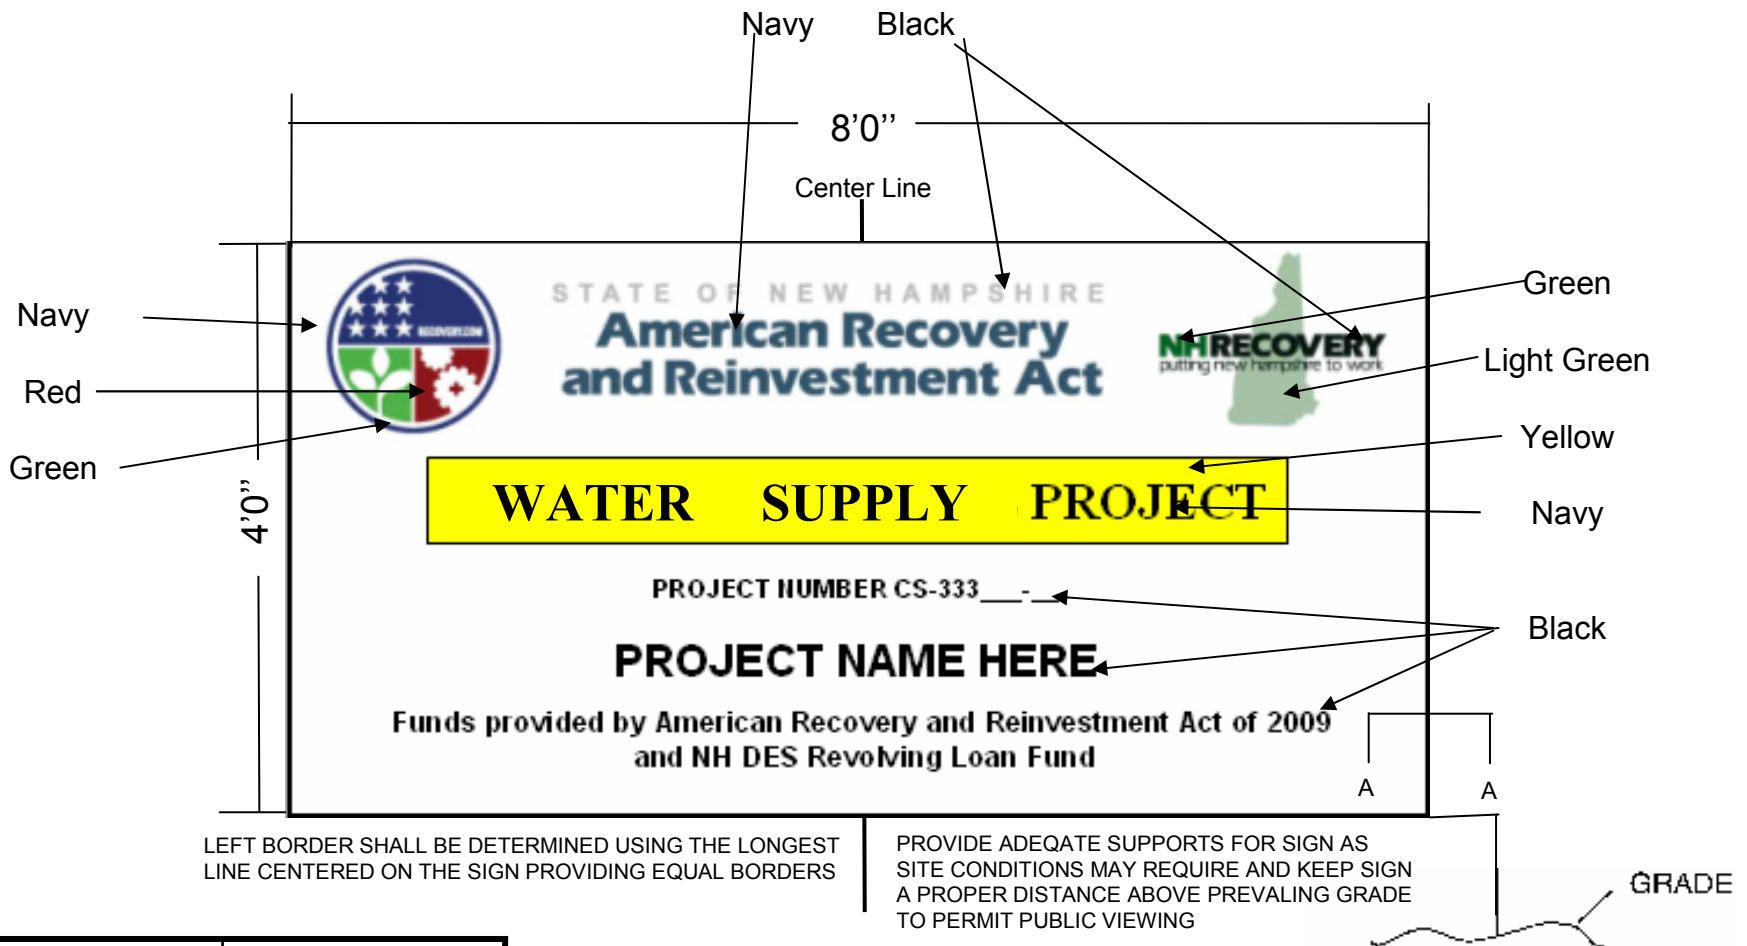 Navy Black
8’0’’
Center Line
Navy
Red
Green
4’0’’
RECOVERY.COM
STATE OF NEW HAMPSHIRE
American Recovery
and Reinvestment Act
NHRECOVERY
putting new hampshire to work
Green
Light Green
Yellow
Navy
Black
WATER SUPPLY PROJECT
PROJECT NUMBER CS-333___-__
PROJECT NAME HERE
Funds provided by American Recovery and Reinvestment Act of 2009
and NH DES Revolving Loan Fund
A A
LEFT BORDER SHALL BE DETERMINED USING THE LONGEST
LINE CENTERED ON THE SIGN PROVIDING EQUAL BORDERS
PROVIDE ADEQATE SUPPORTS FOR SIGN AS
SITE CONDITIONS MAY REQUIRE AND KEEP SIGN
A PROPER DISTANCE ABOVE PREVALING GRADE
TO PERMIT PUBLIC VIEWING
GRADE